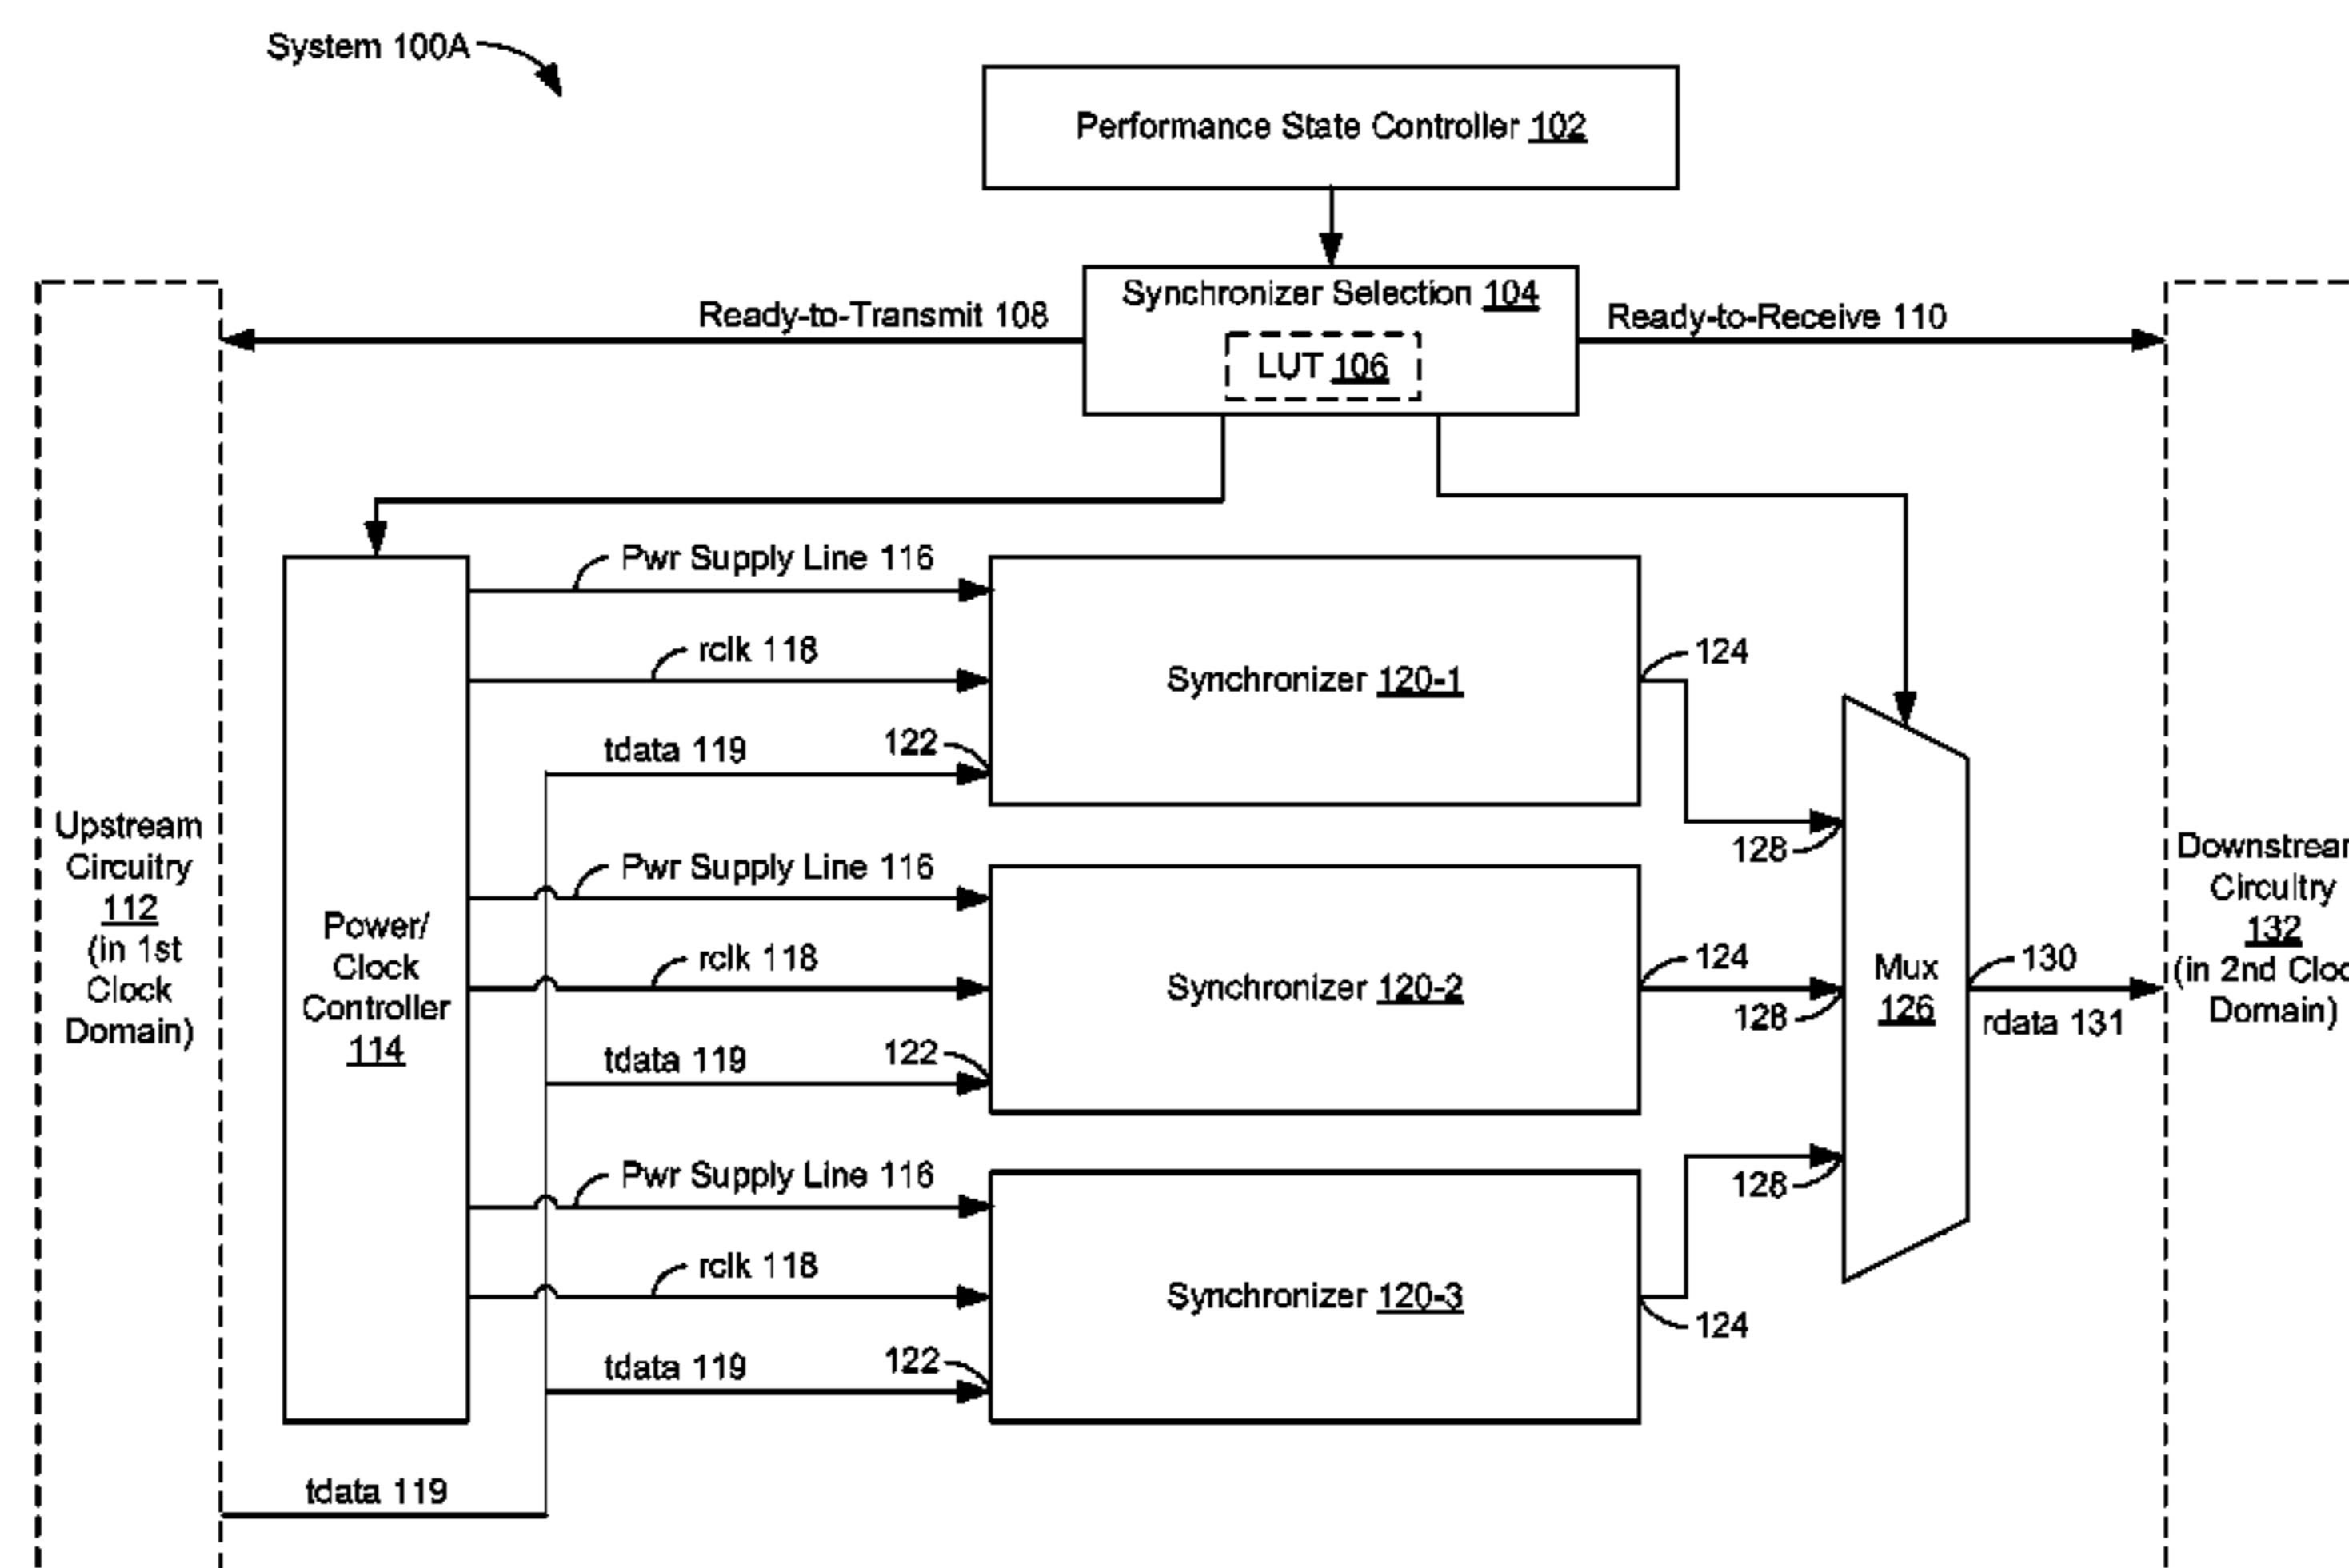 System 100A
Performance State Controller 102
Synchronizer Selection 104
Ready-to-Transmit 108
Ready-to-Receive 110
LUT 106
Pwr Supply Line 116
rclk 118
Synchronizer 120-1
124
tdata 119
122
128
Upstream
Circuitry
112
(in 1st
Clock
Domain)
Power/
Clock
Controller
114
Pwr Supply Line 116
rclk 118
Synchronizer 120-2
124
tdata 119
122
128
Mux
126
130
rdata 131
Downstrear
Circuitry
132
(in 2nd Cloc
Domain)
Pwr Supply Line 116
128
rclk 118
Synchronizer 120-3
124
tdata 119
122
tdata 119